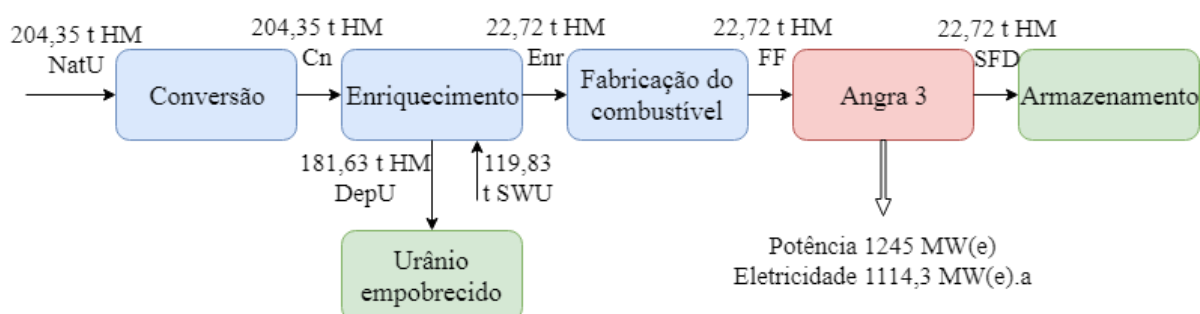 204,35 t HM
NatU
Conversão
204,35 t HM
Cn
Enriquecimento
22,72 t HM
Enr
Fabricação do
combustível
22,72 t HM
FF
Angra 3
22,72 t HM
SFD
Armazenamento
181,63 t HM
DepU
119,83
t SWU
Urânio
empobrecido
Potência 1245 MW(e)
Eletricidade 1114,3 MW(e).a